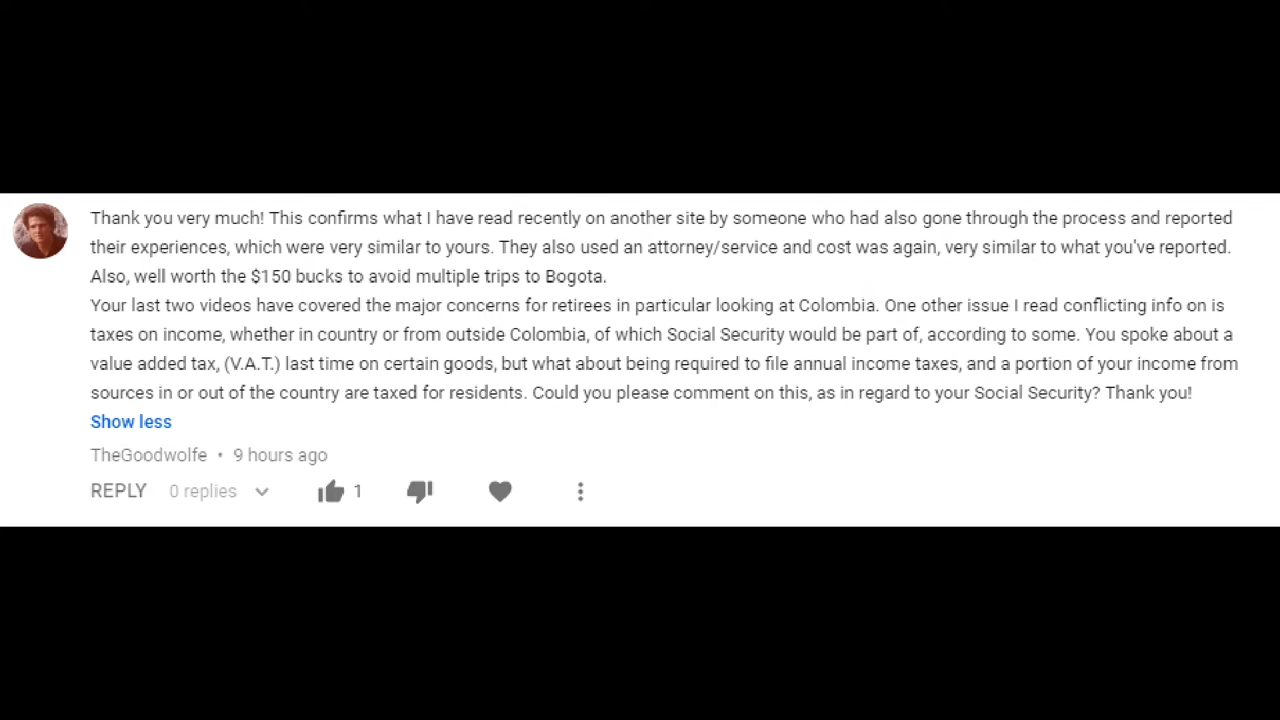 Thank you very much! This confirms what I have read recently on another site by someone who had also gone through the process and reported
their experiences, which were very similar to yours. They also used an attorney/service and cost was again, very similar to what you've reported.
Also, well worth the $150 bucks to avoid multiple trips to Bogota.
Your last two videos have covered the major concerns for retirees in particular looking at Colombia. One other issue I read conflicting info on is
taxes on income, whether in country or from outside Colombia, of which Social Security would be part of, according to some. You spoke about a
value added tax, (V.A.T.) last time on certain goods, but what about being required to file annual income taxes, and a portion of your income from
sources in or out of the country are taxed for residents. Could you please comment on this, as in regard to your Social Security? Thank you!
Show less
TheGoodwolfe • 9 hours ago
REPLY 0 replies 1